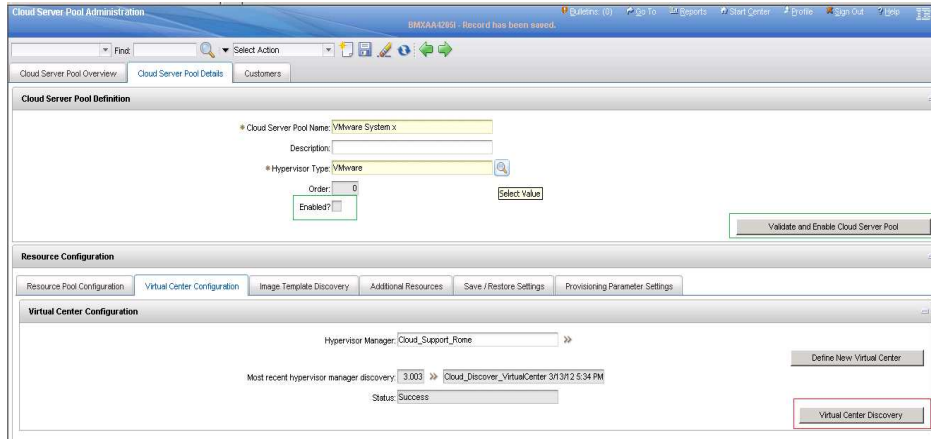 Cloud Server Pool Administration
Bulletins: (0) Go To Reports Start Center Profile Sign Out Help
BMXAA4205I - Record has been saved.
Find: Select Action
Cloud Server Pool Overview Cloud Server Pool Details Customers
Cloud Server Pool Definition
Cloud Server Pool Name: VMware System x
Description:
Hypervisor Type: VMware
Order: 0
Select Value
Enabled?
Validate and Enable Cloud Server Pool
Resource Configuration
Resource Pool Configuration Virtual Center Configuration Image Template Discovery Additional Resources Save / Restore Settings Provisioning Parameter Settings
Virtual Center Configuration
Hypervisor Manager: Cloud_Support_Rome
Define New Virtual Center
Most recent hypervisor manager discovery: 3.003 Cloud_Discover_VirtualCenter 3/13/12 5:34 PM
Status: Success
Virtual Center Discovery